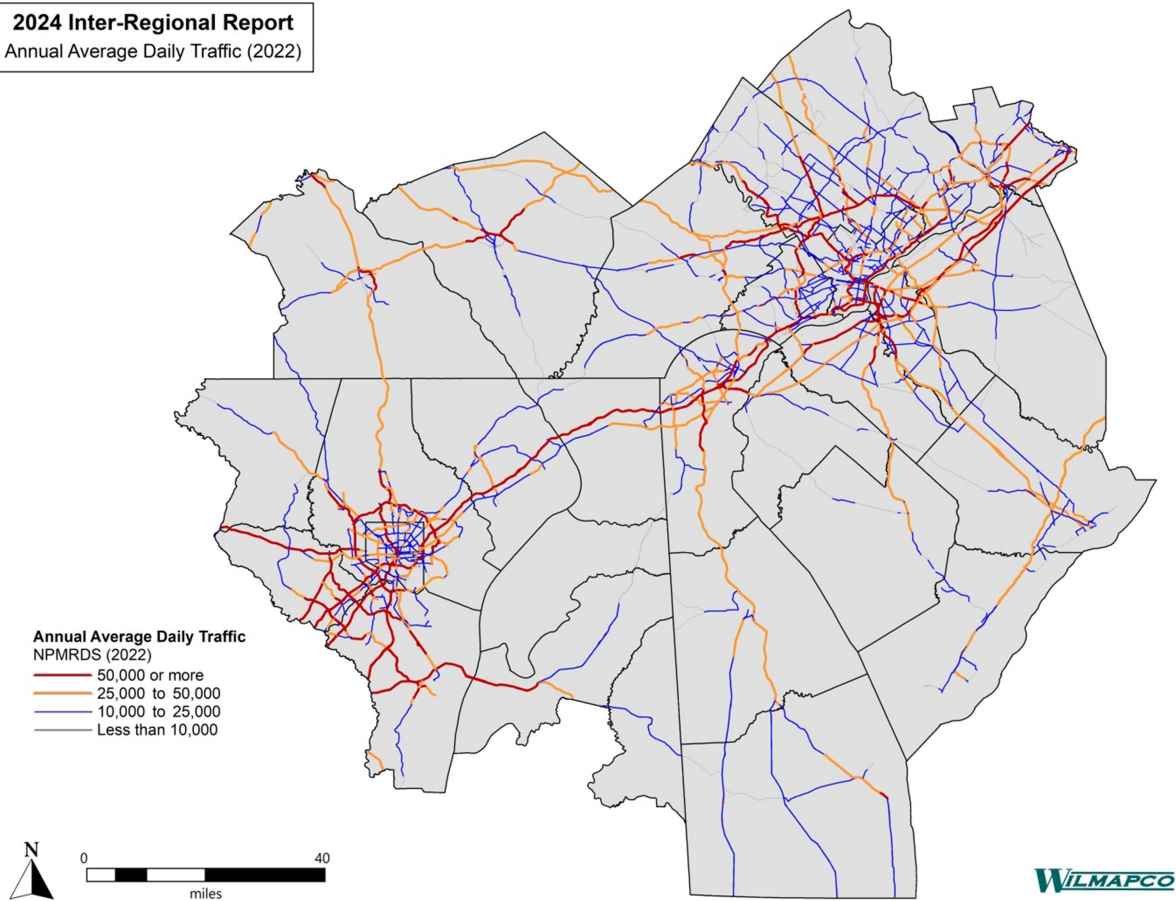 2024 Inter-Regional Report
Annual Average Daily Traffic (2022)
Annual Average Daily Traffic
NPMRDS (2022)
50,000 or more
25,000 to 50,000
10,000 to 25,000
Less than 10,000
N
0 40
miles
WILMAPCO